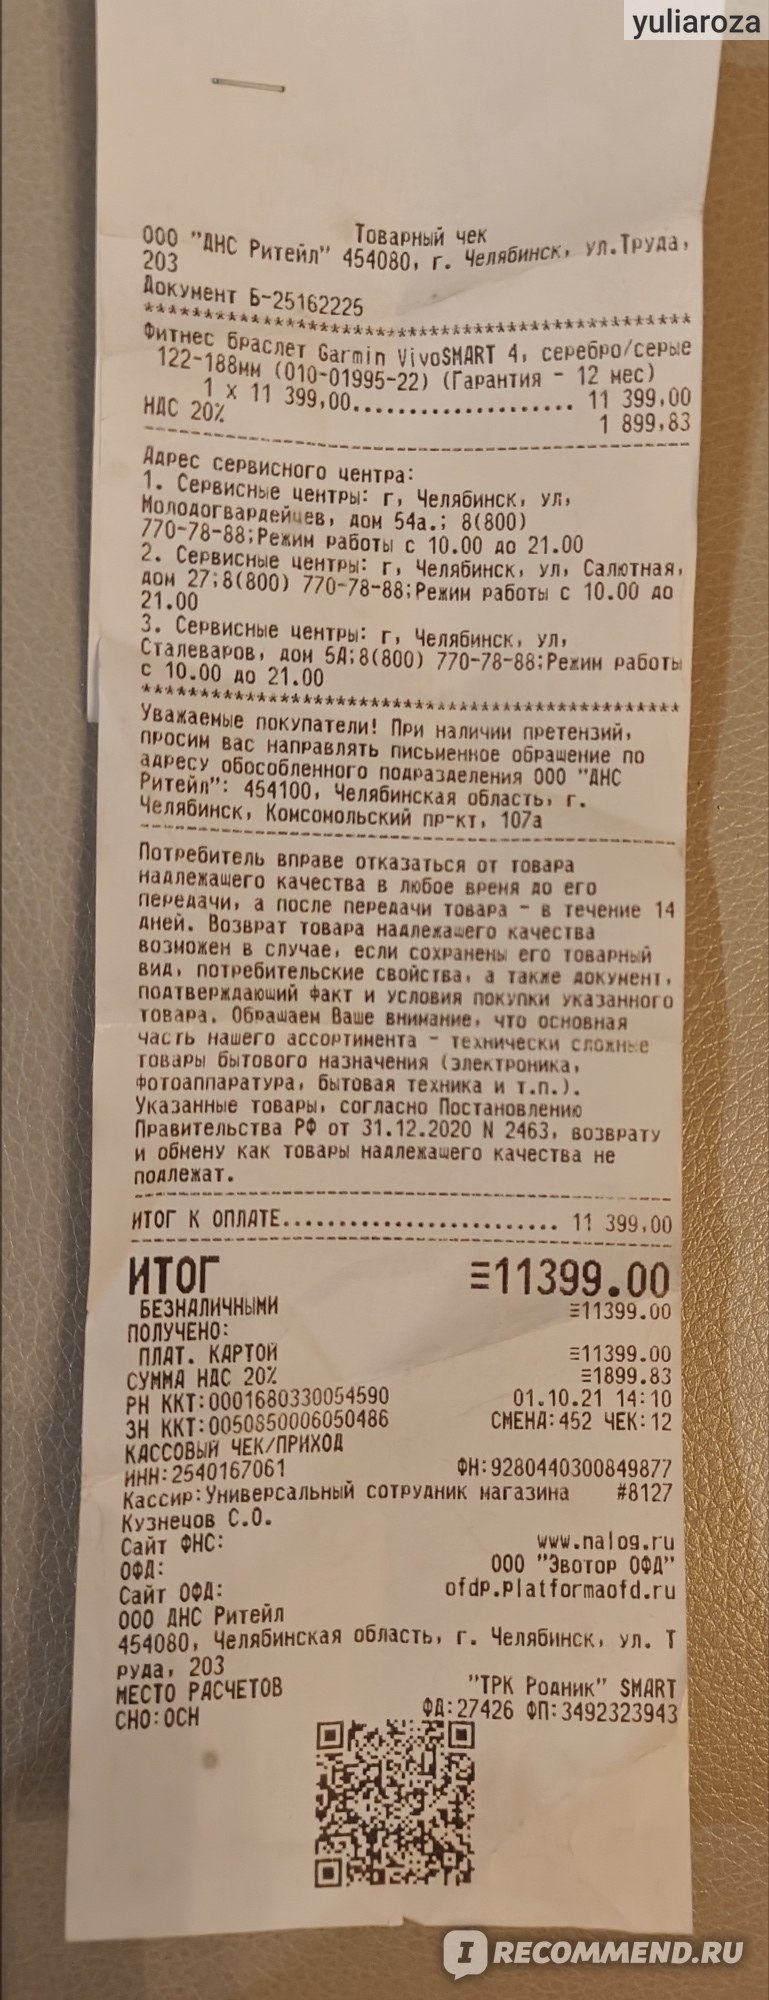 yuliaroza
Товарный чек
ООО "ДНС Ритейл" 454080, г. Челябинск, ул.Труда,
203
Документ Б-25162225
************************************************
Фитнес браслет Garmin VivoSMART 4, серебро/серые
122-188мм (010-01995-22) (Гарантия - 12 мес)
1 x 11 399,00................... 11 399,00
НДС 20% 1 899,83
------------------------------------------------
Адрес сервисного центра:
1. Сервисные центры: г, Челябинск, ул,
Молодогвардейцев, дом 54а.; 8(800)
770-78-88;Режим работы с 10.00 до 21.00
2. Сервисные центры: г, Челябинск, ул, Салютная,
дом 27;8(800) 770-78-88;Режим работы с 10.00 до
21.00
3. Сервисные центры: г, Челябинск, ул,
Сталеваров, дом 5А;8(800) 770-78-88;Режим работы
с 10.00 до 21.00
************************************************
Уважаемые покупатели! При наличии претензий,
просим вас направлять письменное обращение по
адресу обособленного подразделения ООО "ДНС
Ритейл": 454100, Челябинская область, г.
Челябинск, Комсомольский пр-кт, 107а
------------------------------------------------
Потребитель вправе отказаться от товара
надлежащего качества в любое время до его
передачи, а после передачи товара - в течение 14
дней. Возврат товара надлежащего качества
возможен в случае, если сохранены его товарный
вид, потребительские свойства, а также документ,
подтверждающий факт и условия покупки указанного
товара. Обращаем Ваше внимание, что основная
часть нашего ассортимента - технически сложные
товары бытового назначения (электроника,
фотоаппаратура, бытовая техника и т.п.).
Указанные товары, согласно Постановлению
Правительства РФ от 31.12.2020 N 2463, возврату
и обмену как товары надлежащего качества не
подлежат.
------------------------------------------------
ИТОГ К ОПЛАТЕ........................ 11 399,00
------------------------------------------------
ИТОГ ≡11399.00
БЕЗНАЛИЧНЫМИ ≡11399.00
ПОЛУЧЕНО:
ПЛАТ. КАРТОЙ ≡11399.00
СУММА НДС 20% ≡1899.83
РН ККТ:0001680330054590 01.10.21 14:10
ЗН ККТ:0050850006050486 СМЕНА:452 ЧЕК:12
КАССОВЫЙ ЧЕК/ПРИХОД
ИНН:2540167061 ФН:9280440300849877
Кассир:Универсальный сотрудник магазина #8127
Кузнецов С.О.
Сайт ФНС: www.nalog.ru
ОФД: ООО "Эвотор ОФД"
Сайт ОФД: ofdp.platformaofd.ru
ООО ДНС Ритейл
454080, Челябинская область, г. Челябинск, ул. Т
руда, 203
МЕСТО РАСЧЕТОВ "ТРК Родник" SMART
СНО:ОСН ФД:27426 ФП:3492323943
IRECOMMEND.RU